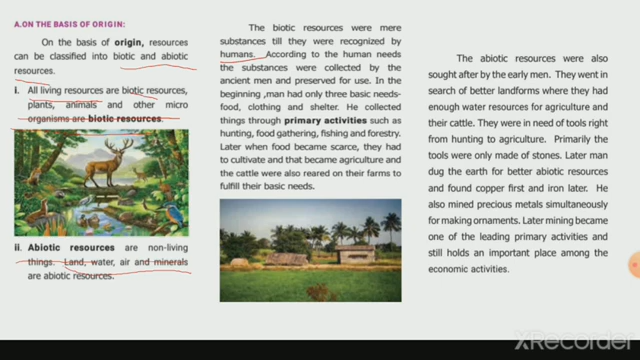 A.ON THE BASIS OF ORIGIN:
On the basis of origin, resources
can be classified into biotic and abiotic
resources.
i. All living resources are biotic resources,
plants, animals and other micro
organisms are biotic resources.
ii. Abiotic resources are non-living
things. Land, water, air and minerals
are abiotic resources.
The biotic resources were mere
substances till they were recognized by
humans. According to the human needs
the substances were collected by the
ancient men and preserved for use. In the
beginning ,man had only three basic needs-
food, clothing and shelter. He collected
things through primary activities such as
hunting, food gathering, fishing and forestry.
Later when food became scarce, they had
to cultivate and that became agriculture and
the cattle were also reared on their farms to
fulfill their basic needs.
The abiotic resources were also
sought after by the early men. They went in
search of better landforms where they had
enough water resources for agriculture and
their cattle. They were in need of tools right
from hunting to agriculture. Primarily the
tools were only made of stones. Later man
dug the earth for better abiotic resources
and found copper first and iron later. He
also mined precious metals simultaneously
for making ornaments. Later mining became
one of the leading primary activities and
still holds an important place among the
economic activities.
XRecorder